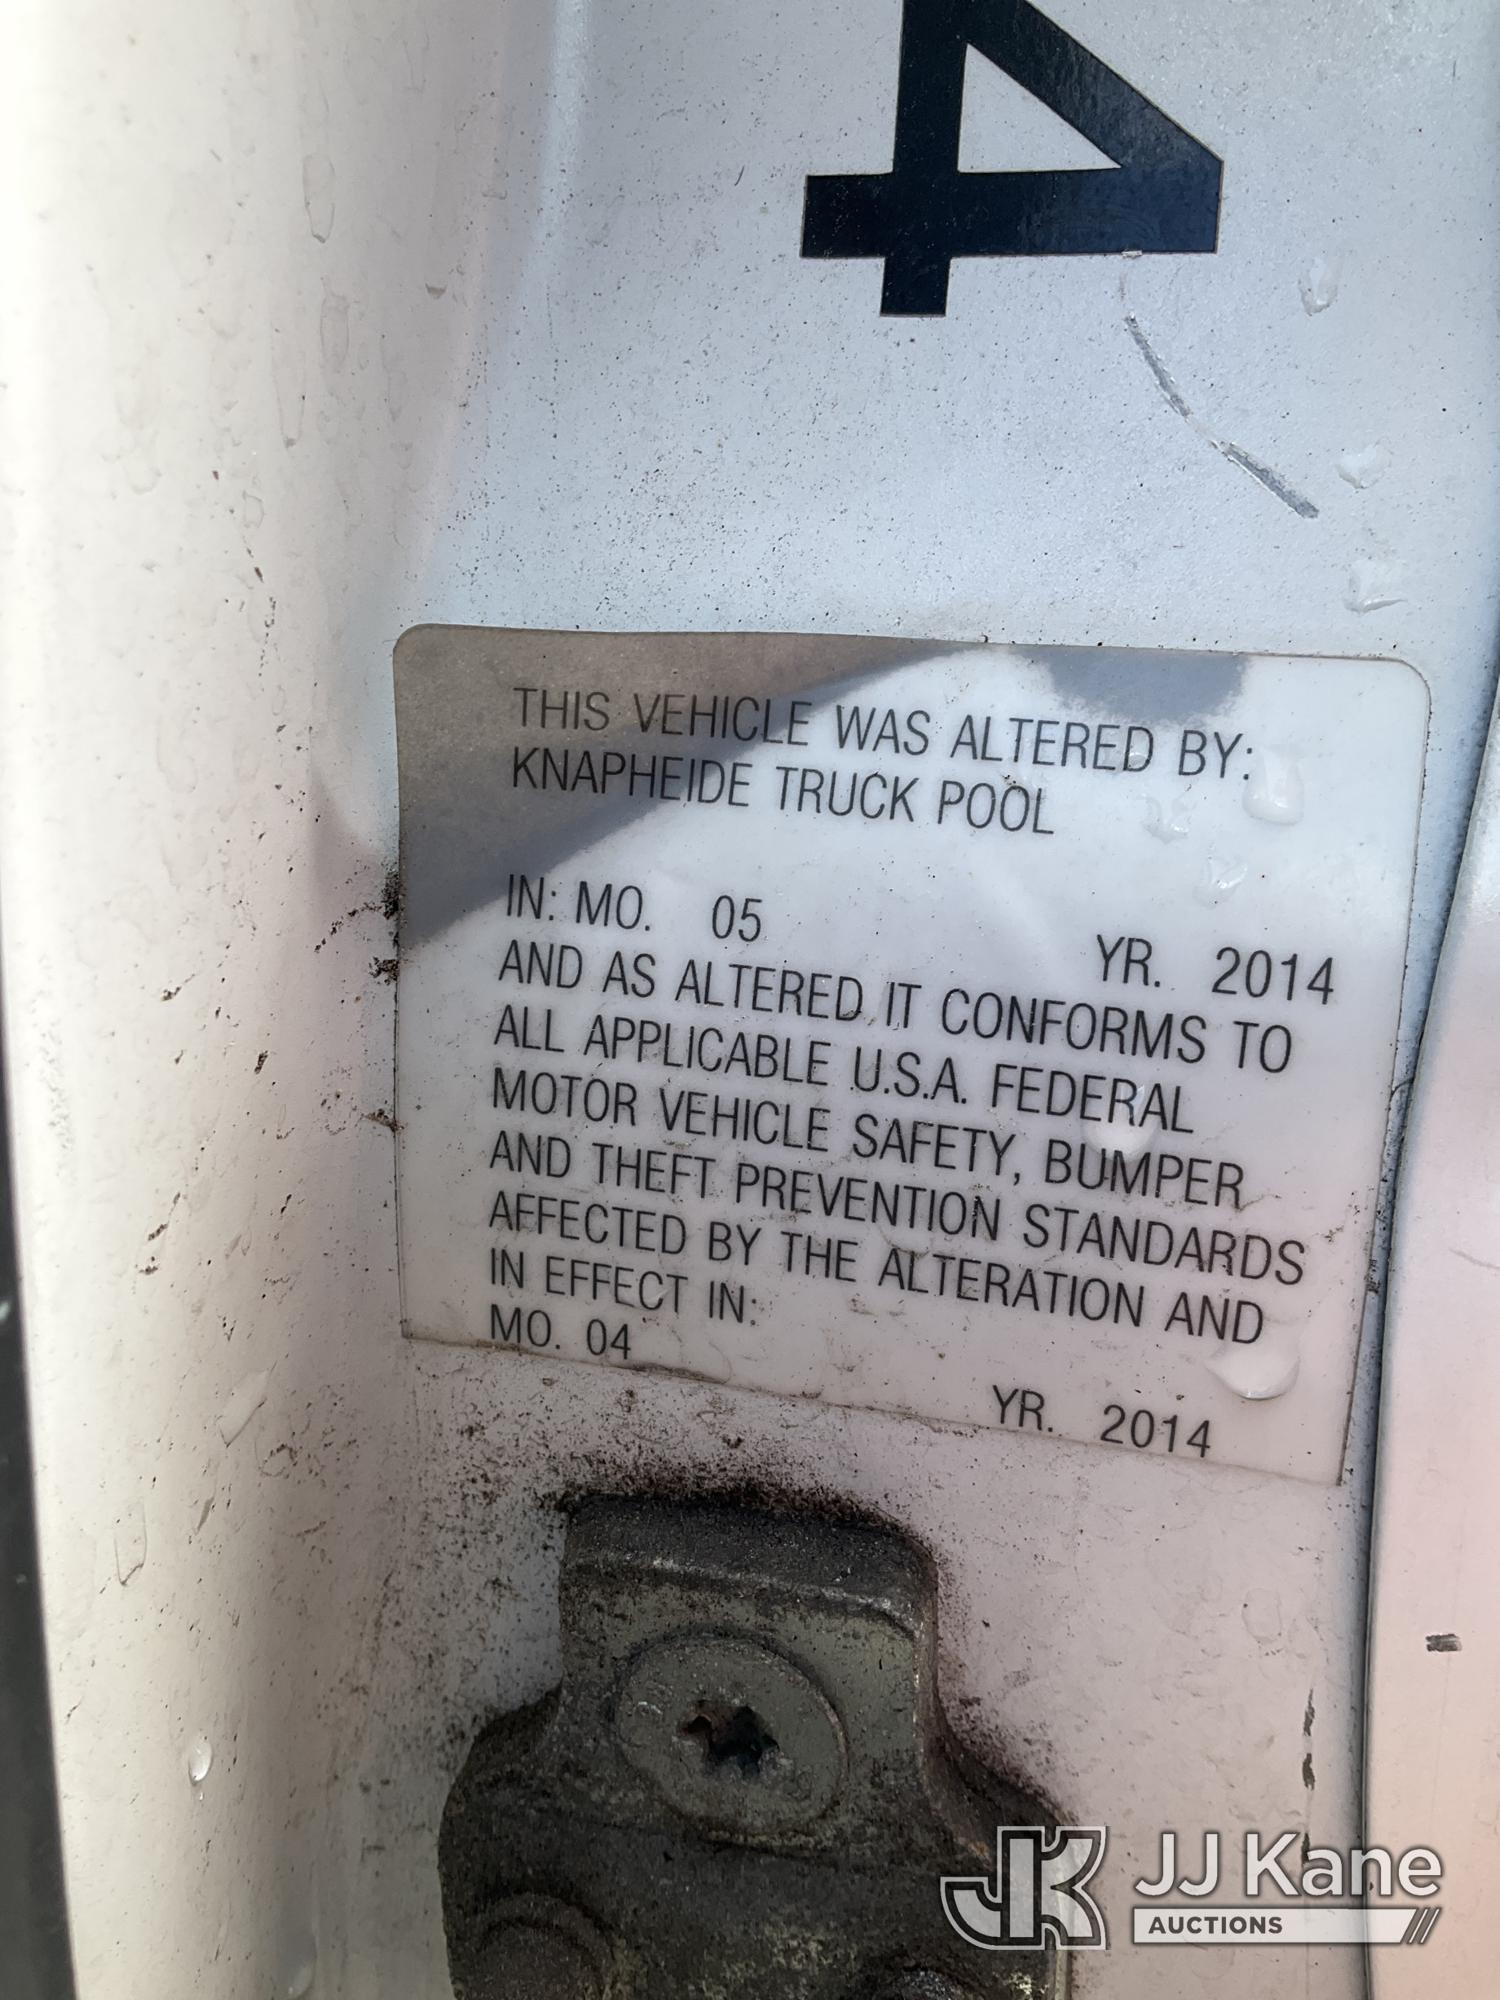 4
THIS VEHICLE WAS ALTERED BY:
KNAPHEIDE TRUCK POOL
IN: MO. 05 YR. 2014
AND AS ALTERED IT CONFORMS TO
ALL APPLICABLE U.S.A. FEDERAL
MOTOR VEHICLE SAFETY, BUMPER
AND THEFT PREVENTION STANDARDS
AFFECTED BY THE ALTERATION AND
IN EFFECT IN:
MO. 04 YR. 2014
JK JJ Kane
AUCTIONS